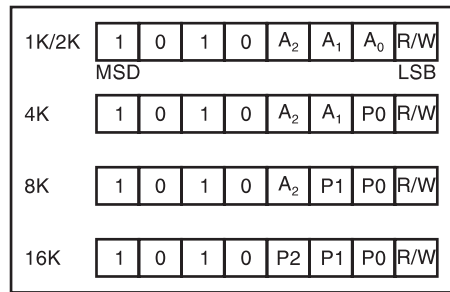 1K/2K 1 0 1 0 A₂ A₁ A₀ R/W
MSD LSB
4K 1 0 1 0 A₂ A₁ P0 R/W
8K 1 0 1 0 A₂ P1 P0 R/W
16K 1 0 1 0 P2 P1 P0 R/W